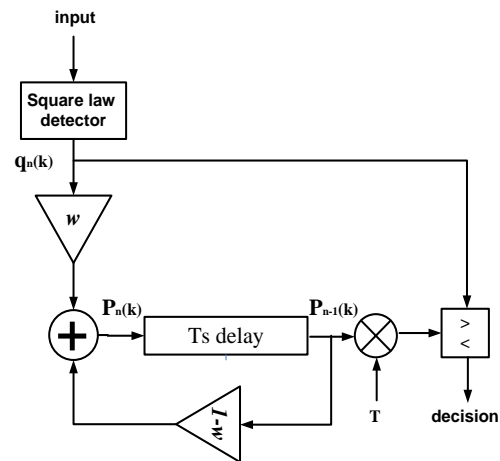 input
Square law
detector
qn(k)
w
Pn(k)
Ts delay
Pn-1(k)
>
<
1-w
T
decision